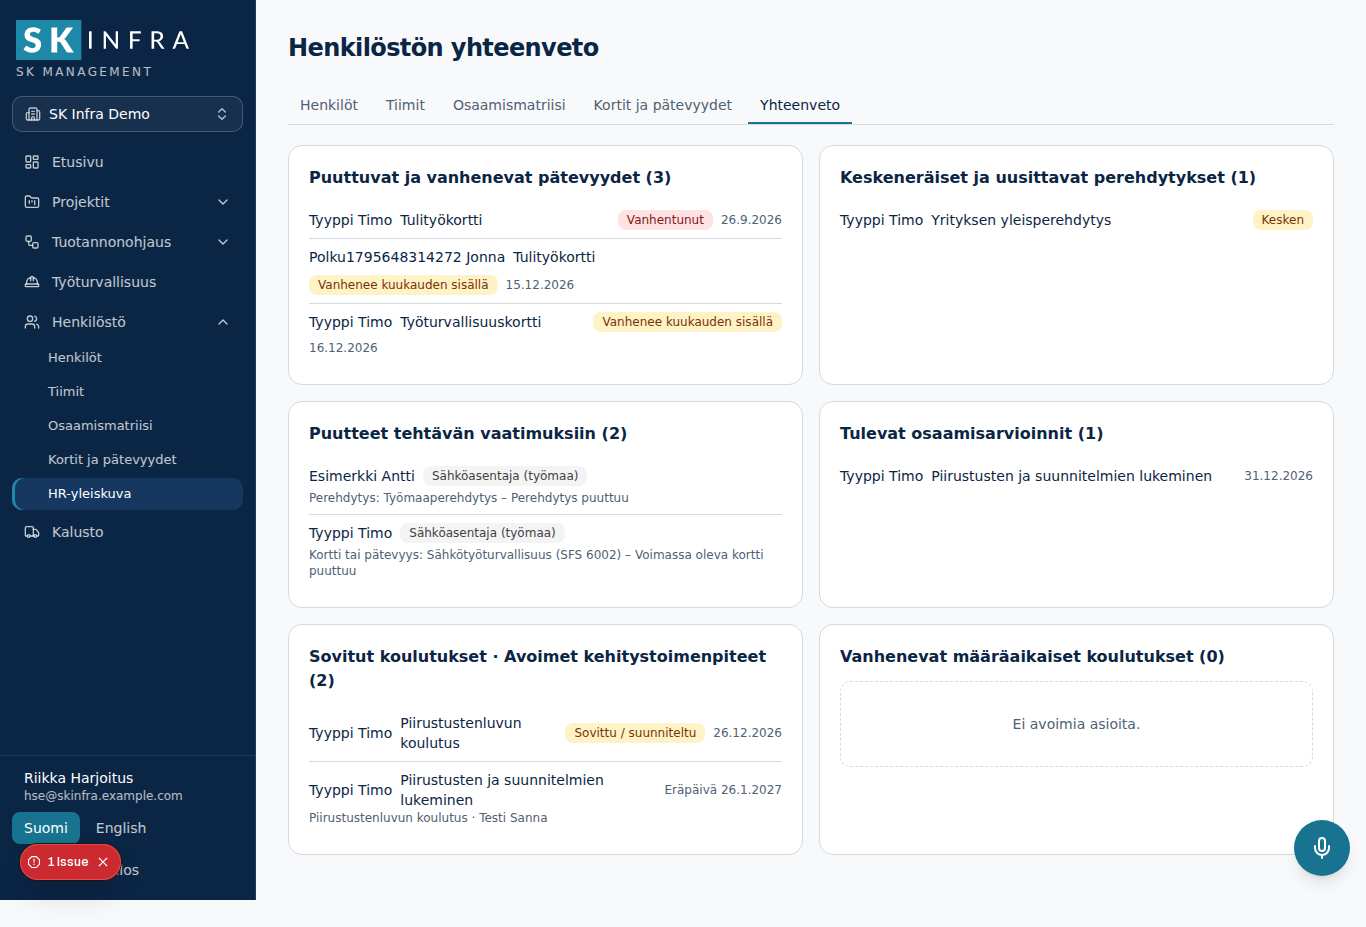 SK INFRA
SK MANAGEMENT
SK Infra Demo
Etusivu
Projektit
Tuotannonohjaus
Työturvallisuus
Henkilöstö
Henkilöt
Tiimit
Osaamismatriisi
Kortit ja pätevyydet
HR-yleiskuva
Kalusto
Riikka Harjoitus
hse@skinfra.example.com
Suomi English
1 Issue
Henkilöstön yhteenveto
Henkilöt Tiimit Osaamismatriisi Kortit ja pätevyydet Yhteenveto
Puuttuvat ja vanhenevat pätevyydet (3)
Tyyppi Timo Tulityökortti Vanhentunut 26.9.2026
Polku1795648314272 Jonna Tulityökortti
Vanhenee kuukauden sisällä 15.12.2026
Tyyppi Timo Työturvallisuuskortti Vanhenee kuukauden sisällä
16.12.2026
Keskeneräiset ja uusittavat perehdytykset (1)
Tyyppi Timo Yrityksen yleisperehdytys Kesken
Puutteet tehtävän vaatimuksiin (2)
Esimerkki Antti Sähköasentaja (työmaa)
Perehdytys: Työmaaperehdytys – Perehdytys puuttuu
Tyyppi Timo Sähköasentaja (työmaa)
Kortti tai pätevyys: Sähkötyöturvallisuus (SFS 6002) – Voimassa oleva kortti
puuttuu
Tulevat osaamisarvioinnit (1)
Tyyppi Timo Piirustusten ja suunnitelmien lukeminen 31.12.2026
Sovitut koulutukset · Avoimet kehitystoimenpiteet
(2)
Tyyppi Timo Piirustustenluvun
koulutus Sovittu / suunniteltu 26.12.2026
Tyyppi Timo Piirustusten ja suunnitelmien
lukeminen Eräpäivä 26.1.2027
Piirustustenluvun koulutus · Testi Sanna
Vanhenevat määräaikaiset koulutukset (0)
Ei avoimia asioita.